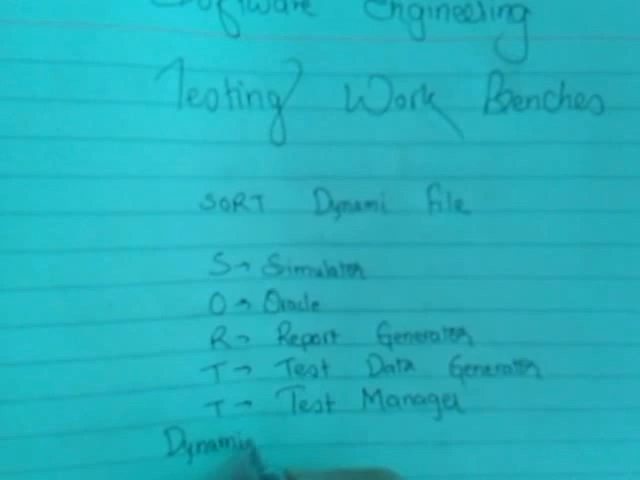 Software Engineering
Testing Work Benches
SORT Dynami File
S → Simulator
O → Oracle
R → Report Generator
T → Test Data Generator
T → Test Manager
Dynamic